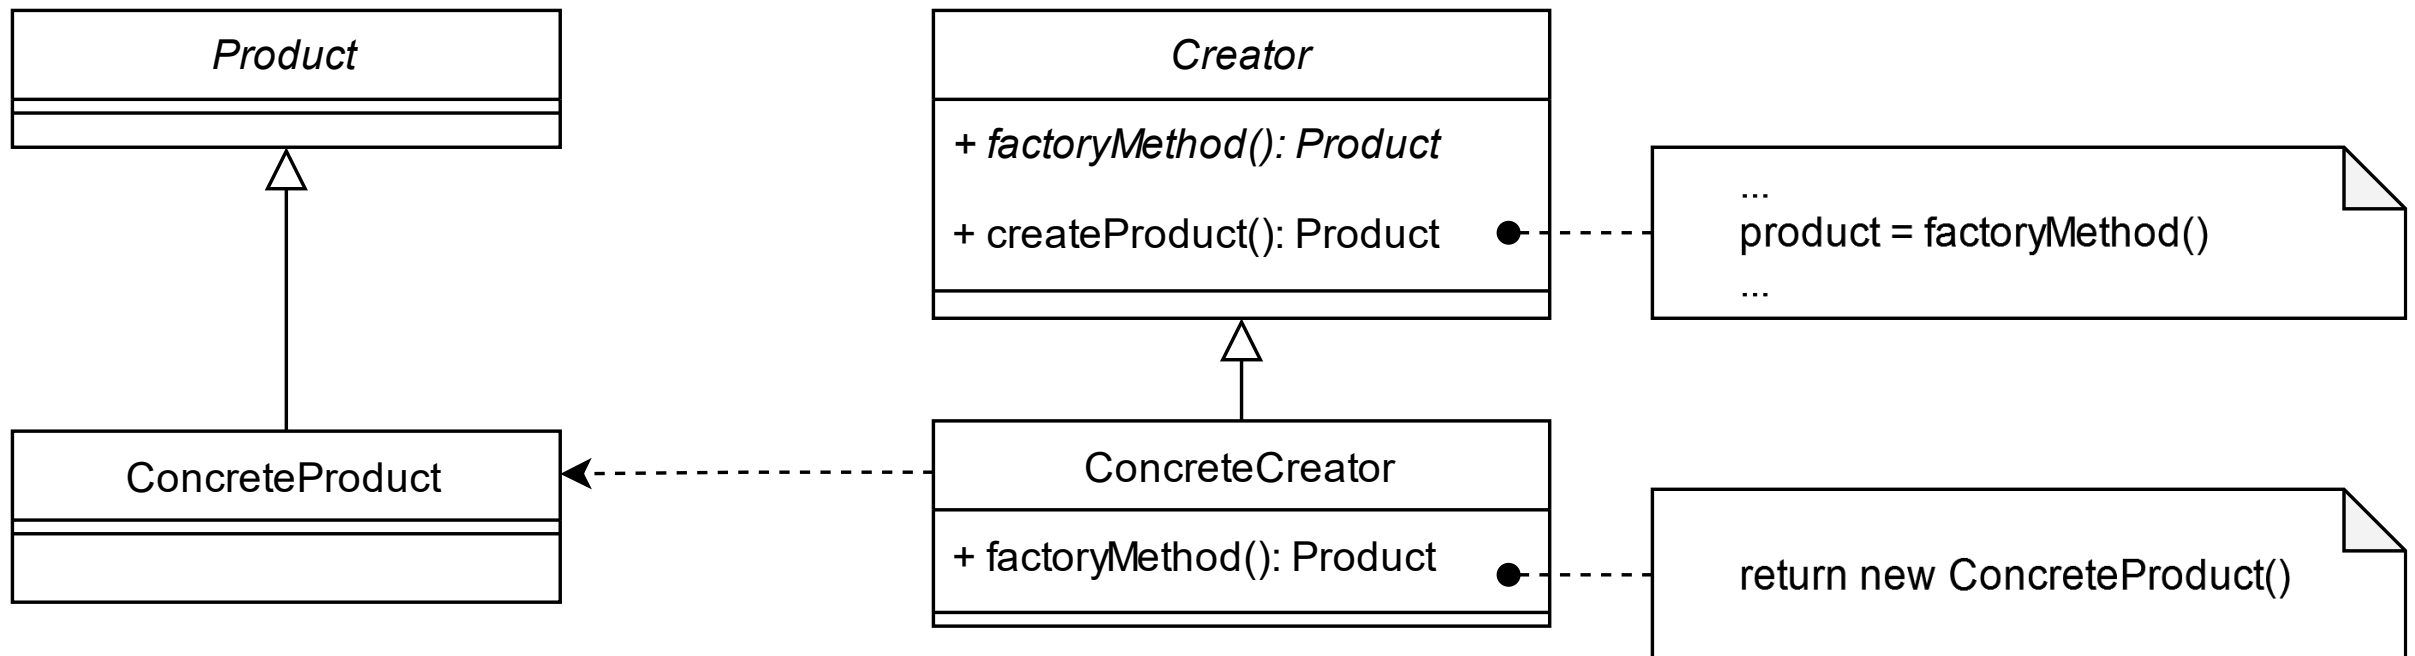 Product
Creator
+ factoryMethod(): Product
+ createProduct(): Product
...
product = factoryMethod()
...
ConcreteProduct
ConcreteCreator
+ factoryMethod(): Product
return new ConcreteProduct()